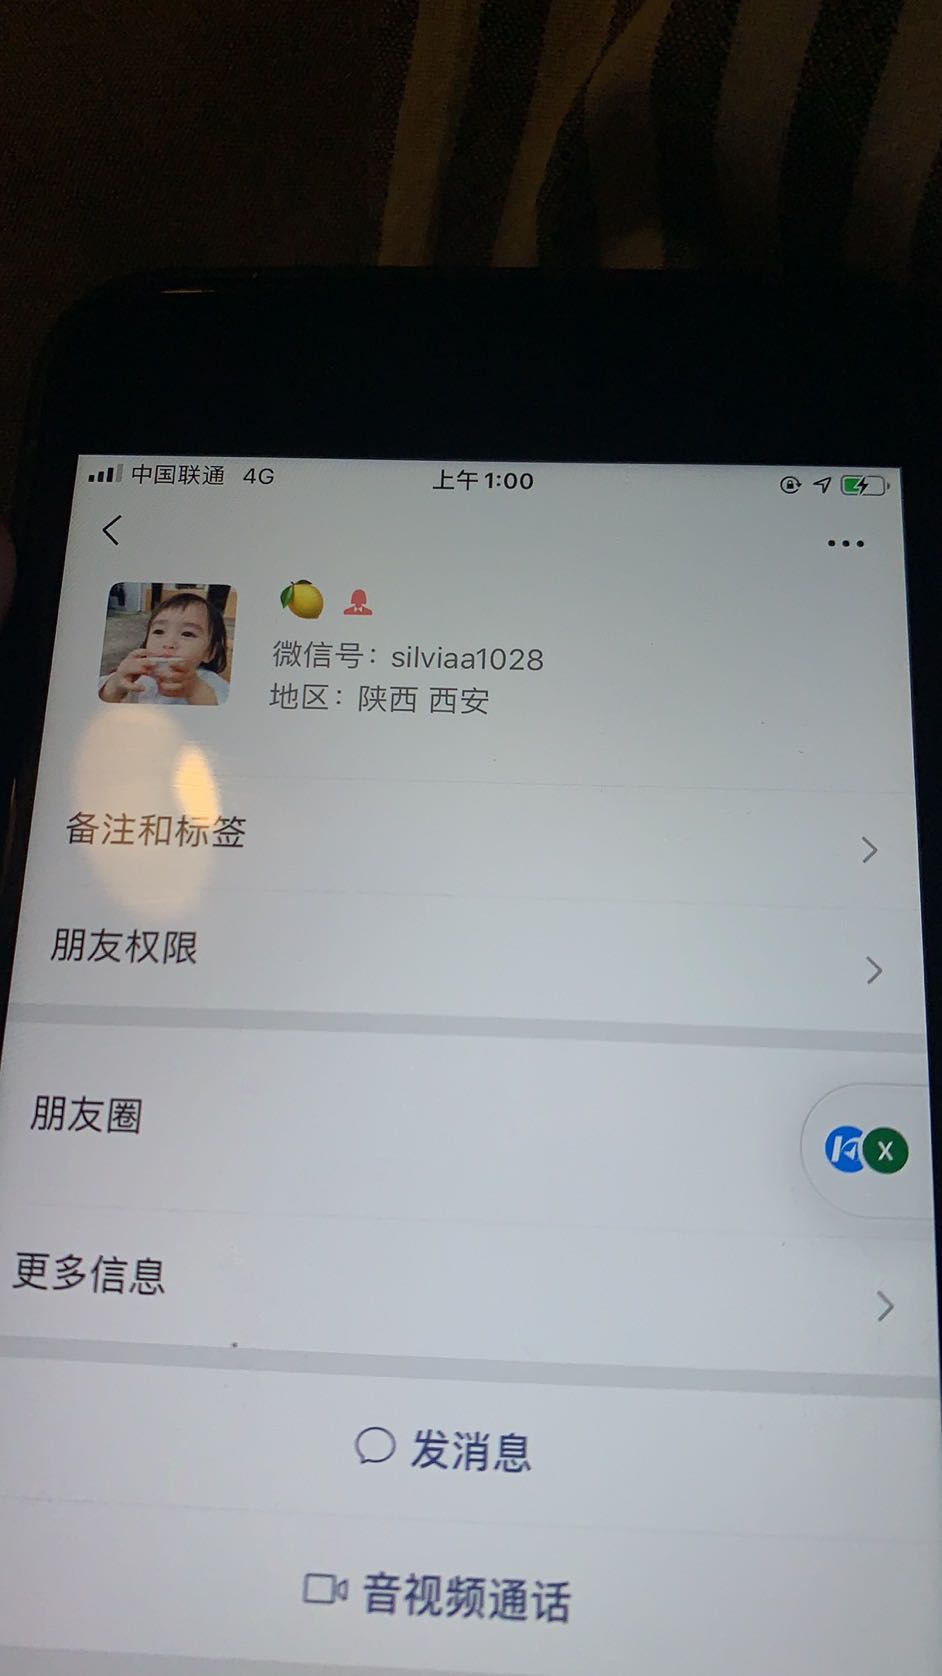 中国联通 4G 上午1:00
🍋
微信号：silviaa1028
地区：陕西 西安
备注和标签
朋友权限
朋友圈
X
更多信息
发消息
音视频通话